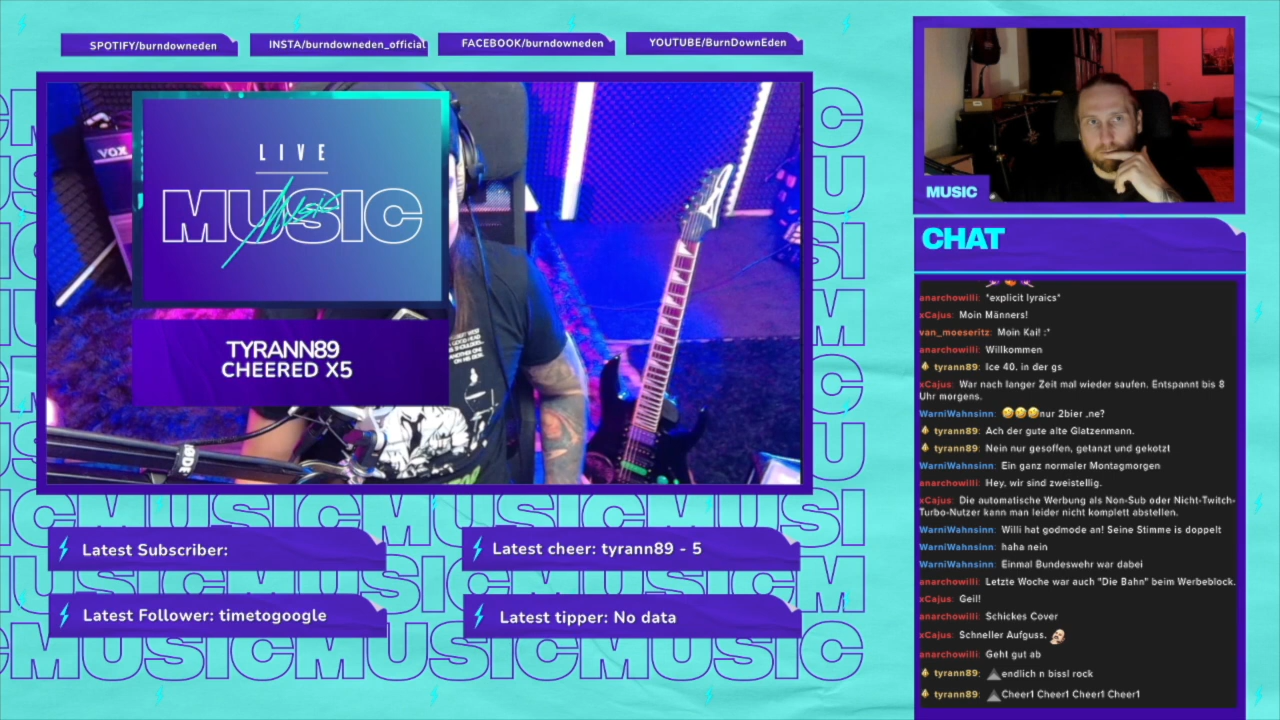 SPOTIFY/burndowneden
INSTA/burndowneden_official
FACEBOOK/burndowneden
YOUTUBE/BurnDownEden
VOX
LIVE
MUSIC
Music
TYRANN89
CHEERED X5
MUSIC
CHAT
anarchowilli: *explicit lyraics*
xCajus: Moin Männers!
van_moeseritz: Moin Kai! :*
anarchowilli: Willkommen
tyrann89: Ice 40. in der gs
xCajus: War nach langer Zeit mal wieder saufen. Entspannt bis 8
Uhr morgens.
WarniWahnsinn: 🤣🤣🤣nur 2bier ,ne?
tyrann89: Ach der gute alte Glatzenmann.
tyrann89: Nein nur gesoffen, getanzt und gekotzt
WarniWahnsinn: Ein ganz normaler Montagmorgen
anarchowilli: Hey, wir sind zweistellig.
xCajus: Die automatische Werbung als Non-Sub oder Nicht-Twitch-
Turbo-Nutzer kann man leider nicht komplett abstellen.
WarniWahnsinn: Willi hat godmode an! Seine Stimme is doppelt
WarniWahnsinn: haha nein
WarniWahnsinn: Einmal Bundeswehr war dabei
anarchowilli: Letzte Woche war auch "Die Bahn" beim Werbeblock.
xCajus: Geil!
anarchowilli: Schickes Cover
xCajus: Schneller Aufguss.
anarchowilli: Geht gut ab
tyrann89: endlich n bissl rock
tyrann89: Cheer1 Cheer1 Cheer1 Cheer1
Latest Subscriber:
Latest cheer: tyrann89 - 5
Latest Follower: timetogoogle
Latest tipper: No data
MUSICMUSICMUSICMUSIC